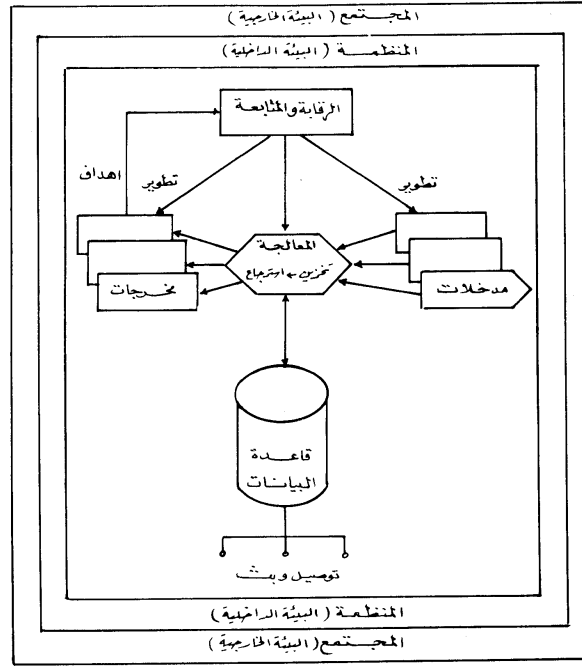 المجتمع (البيئة الخارجية)
المنظمة (البيئة الداخلية)
الرقابة والمتابعة
اهداف
تطوير
تطوير
المعالجة
تخزين ← استرجاع
مدخلات
مخرجات
قاعدة
البيانات
توصيل وبث
المنظمة (البيئة الداخلية)
المجتمع (البيئة الخارجية)